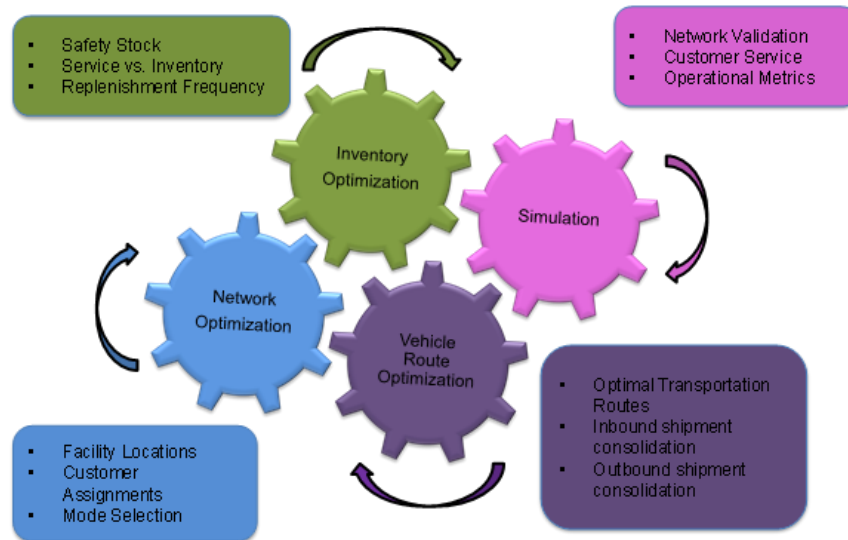 • Safety Stock
• Service vs. Inventory
• Replenishment Frequency
• Network Validation
• Customer Service
• Operational Metrics
Inventory
Optimization
Simulation
Network
Optimization
Vehicle
Route
Optimization
• Optimal Transportation
Routes
• Inbound shipment
consolidation
• Outbound shipment
consolidation
• Facility Locations
• Customer
Assignments
• Mode Selection